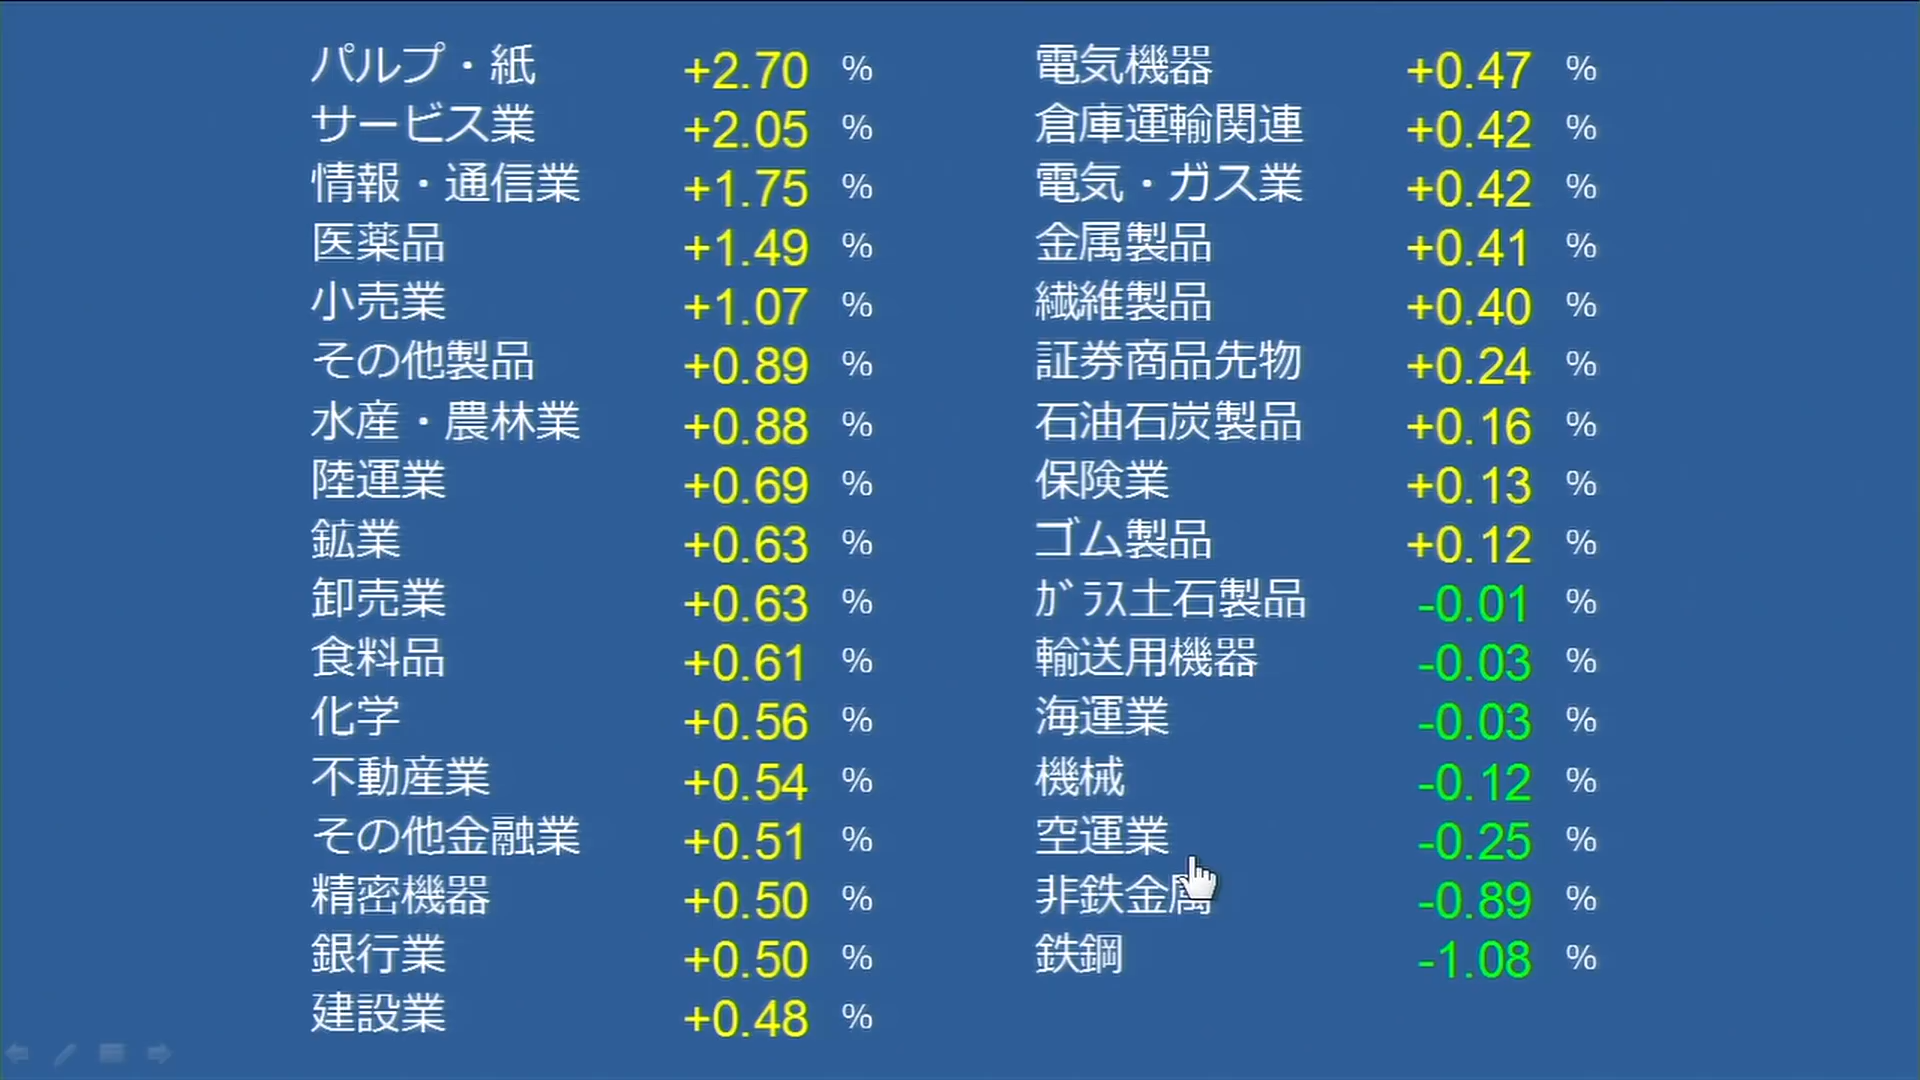 パルプ・紙 +2.70 %
サービス業 +2.05 %
情報・通信業 +1.75 %
医薬品 +1.49 %
小売業 +1.07 %
その他製品 +0.89 %
水産・農林業 +0.88 %
陸運業 +0.69 %
鉱業 +0.63 %
卸売業 +0.63 %
食料品 +0.61 %
化学 +0.56 %
不動産業 +0.54 %
その他金融業 +0.51 %
精密機器 +0.50 %
銀行業 +0.50 %
建設業 +0.48 %
電気機器 +0.47 %
倉庫運輸関連 +0.42 %
電気・ガス業 +0.42 %
金属製品 +0.41 %
繊維製品 +0.40 %
証券商品先物 +0.24 %
石油石炭製品 +0.16 %
保険業 +0.13 %
ゴム製品 +0.12 %
ｶﾞﾗｽ土石製品 -0.01 %
輸送用機器 -0.03 %
海運業 -0.03 %
機械 -0.12 %
空運業 -0.25 %
非鉄金属 -0.89 %
鉄鋼 -1.08 %